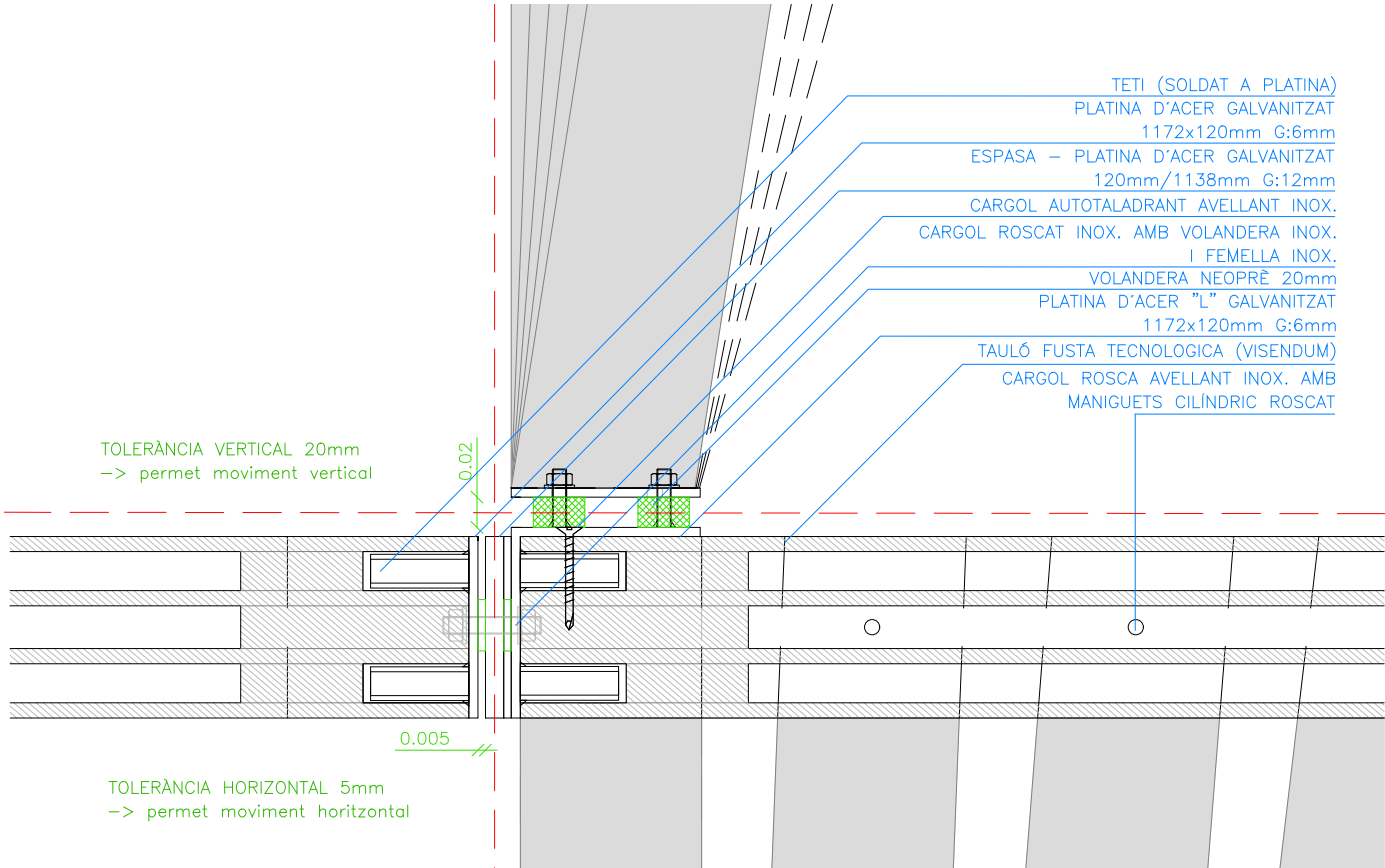 TETI (SOLDAT A PLATINA)
PLATINA D'ACER GALVANITZAT
1172x120mm G:6mm
ESPASA – PLATINA D'ACER GALVANITZAT
120mm/1138mm G:12mm
CARGOL AUTOTALADRANT AVELLANT INOX.
CARGOL ROSCAT INOX. AMB VOLANDERA INOX.
I FEMELLA INOX.
VOLANDERA NEOPRÈ 20mm
PLATINA D'ACER "L" GALVANITZAT
1172x120mm G:6mm
TAULÓ FUSTA TECNOLOGICA (VISENDUM)
CARGOL ROSCA AVELLANT INOX. AMB
MANIGUETS CILÍNDRIC ROSCAT
TOLERÀNCIA VERTICAL 20mm
-> permet moviment vertical
0.02
0.005
TOLERÀNCIA HORIZONTAL 5mm
-> permet moviment horitzontal